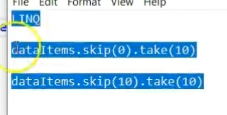 File Edit Format View Help
LINQ
dataItems.skip(0).take(10)
dataItems.skip(10).take(10)